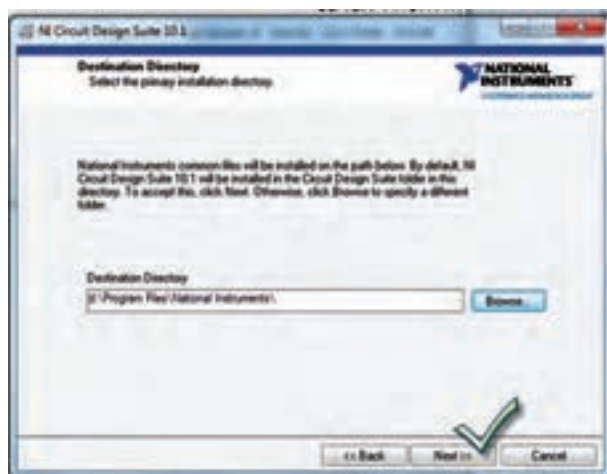 NI Circuit Design Suite 10.1
Destination Directory
Select the primary installation directory.
NATIONAL
INSTRUMENTS
National Instruments common files will be installed on the path below. By default, NI
Circuit Design Suite 10.1 will be installed in the Circuit Design Suite folder in this
directory. To accept this, click Next. Otherwise, click Browse to specify a different
folder.
Destination Directory
\Program Files\National Instruments\
Browse...
<< Back
Next >>
Cancel